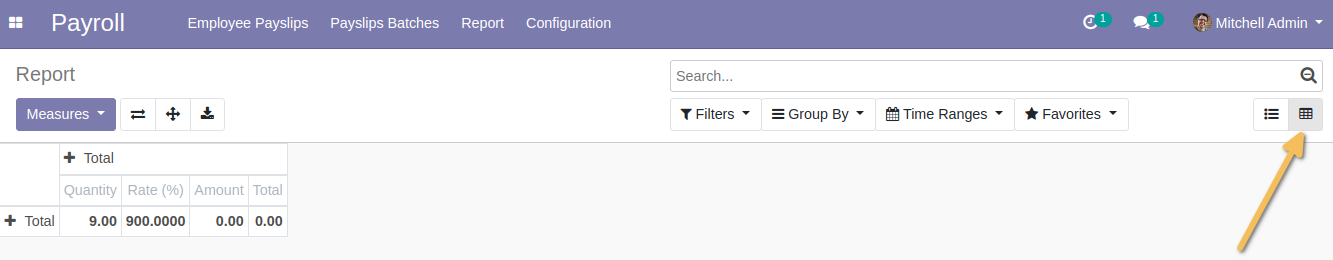 Payroll Employee Payslips Payslips Batches Report Configuration 1 1 Mitchell Admin
Report
Search...
Measures
Filters Group By Time Ranges Favorites
Total
Quantity Rate (%) Amount Total
Total 9.00 900.0000 0.00 0.00